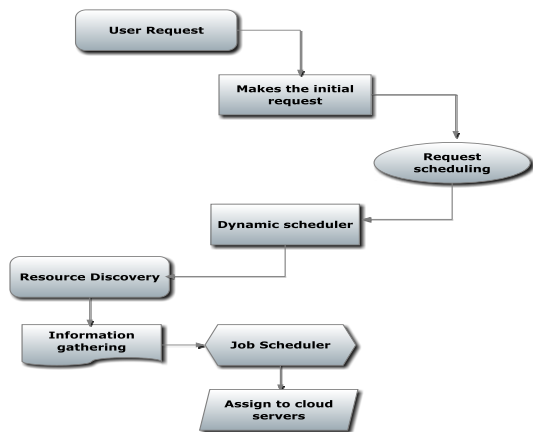 User Request
Makes the initial
request
Request
scheduling
Dynamic scheduler
Resource Discovery
Information
gathering
Job Scheduler
Assign to cloud
servers